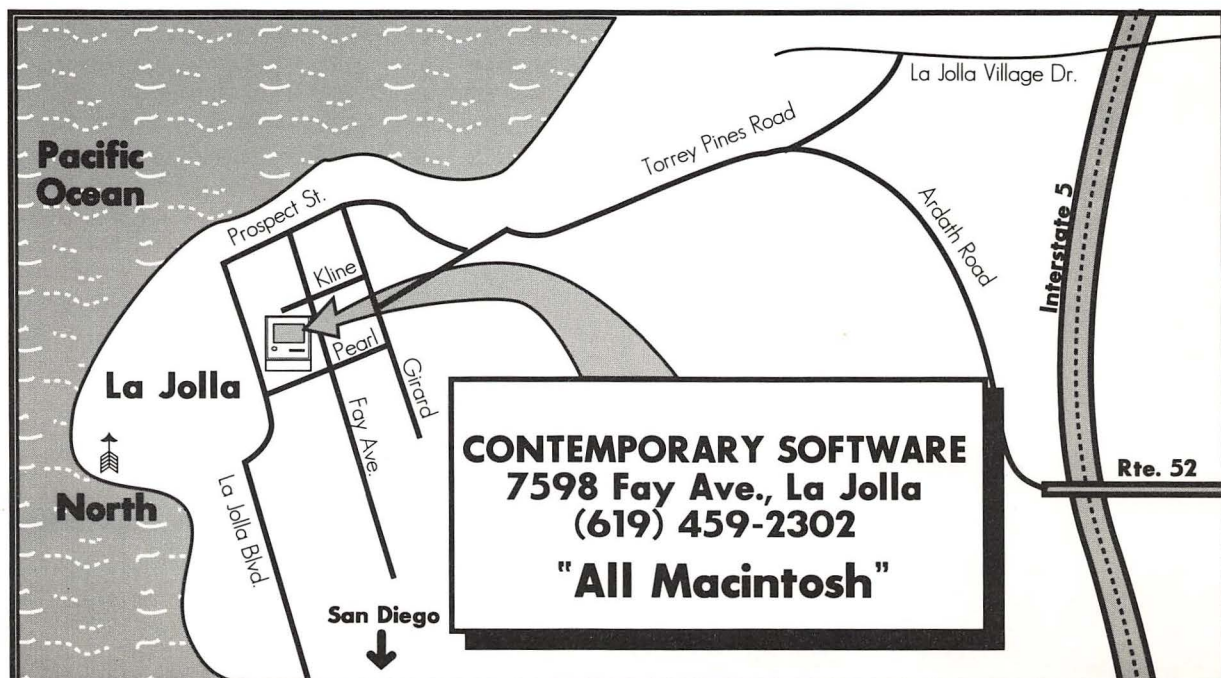 La Jolla Village Dr.
Pacific
Ocean
Torrey Pines Road
Prospect St.
Ardath Road
Interstate 5
Kline
Pearl
La Jolla
Girard
Fay Ave.
CONTEMPORARY SOFTWARE
7598 Fay Ave., La Jolla
(619) 459-2302
"All Macintosh"
Rte. 52
North
La Jolla Blvd.
San Diego